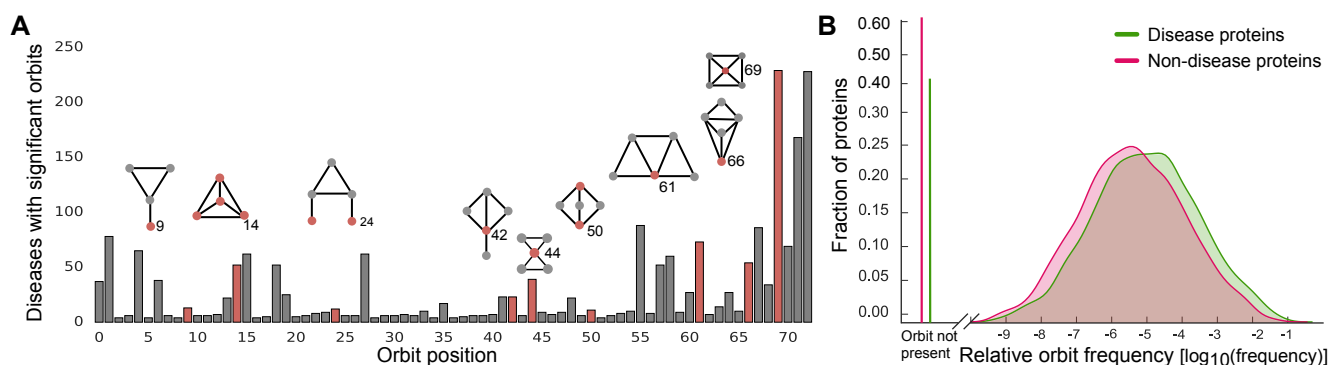 A
Diseases with significant orbits
250
200
150
100
50
0
9
14
24
42
44
50
61
66
69
0 5 10 15 20 25 30 35 40 45 50 55 60 65 70
Orbit position
B
Fraction of proteins
0.60
0.50
0.40
0.30
0.25
0.20
0.15
0.10
0.05
0.00
Disease proteins
Non-disease proteins
Orbit not
present
-9 -8 -7 -6 -5 -4 -3 -2 -1
Relative orbit frequency [log10(frequency)]